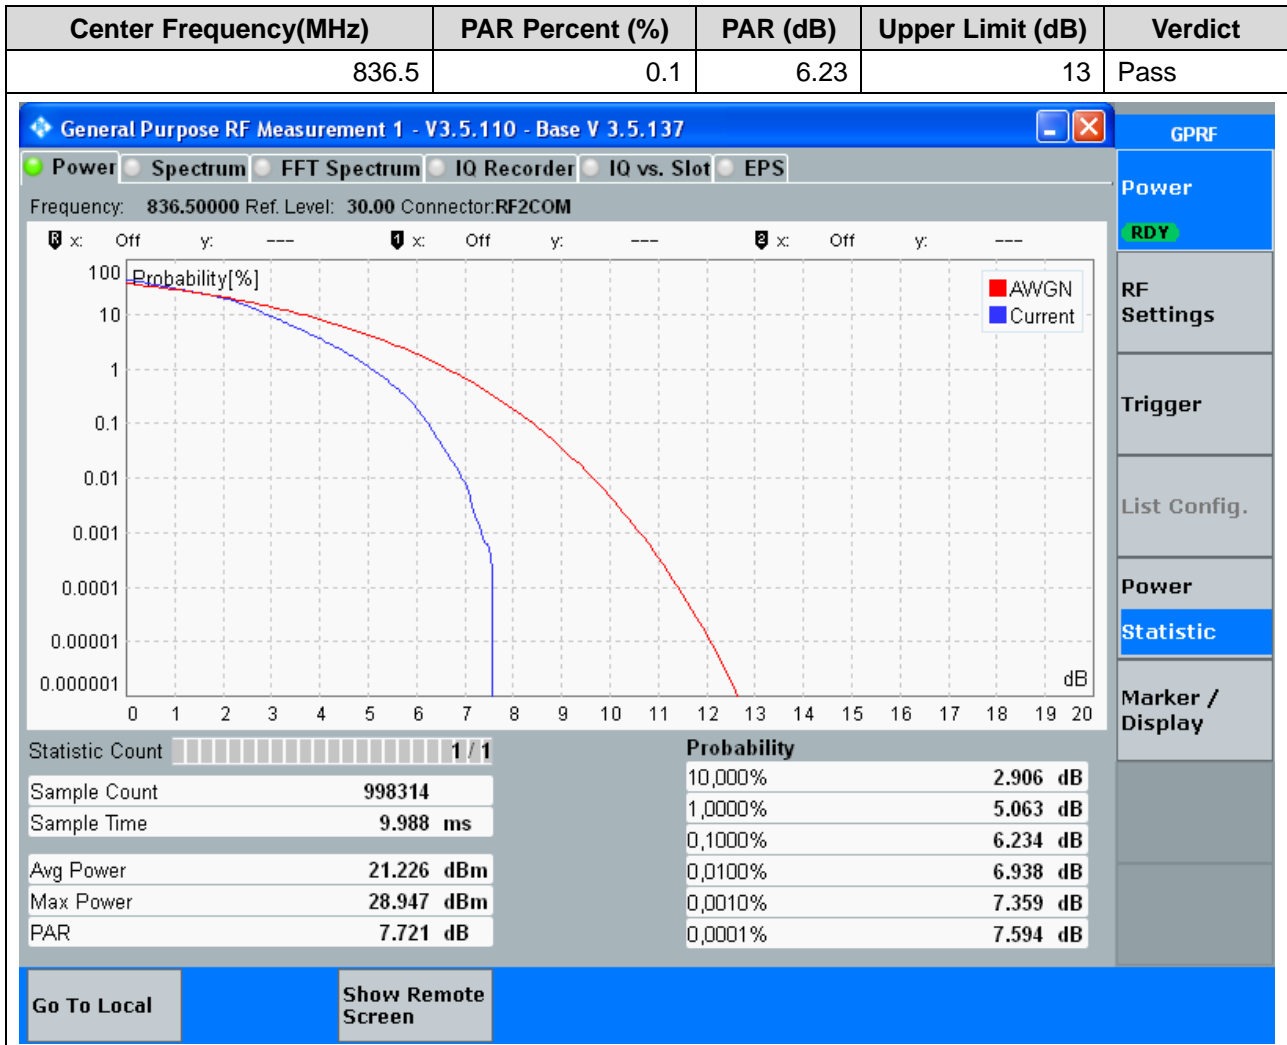 Center Frequency(MHz) PAR Percent (%) PAR (dB) Upper Limit (dB) Verdict
836.5 0.1 6.23 13 Pass
General Purpose RF Measurement 1 - V3.5.110 - Base V 3.5.137
GPRF
Power Spectrum FFT Spectrum IQ Recorder IQ vs. Slot EPS
Power
RDY
Frequency: 836.50000 Ref. Level: 30.00 Connector:RF2COM
R x: Off y: --- 1 x: Off y: --- 2 x: Off y: ---
Probability[%]
AWGN
Current
100
10
1
0.1
0.01
0.001
0.0001
0.00001
0.000001
dB
0 1 2 3 4 5 6 7 8 9 10 11 12 13 14 15 16 17 18 19 20
RF
Settings
Trigger
List Config.
Power
Statistic
Marker /
Display
Statistic Count 1 / 1
Sample Count 998314
Sample Time 9.988 ms
Avg Power 21.226 dBm
Max Power 28.947 dBm
PAR 7.721 dB
Probability
10,000% 2.906 dB
1,0000% 5.063 dB
0,1000% 6.234 dB
0,0100% 6.938 dB
0,0010% 7.359 dB
0,0001% 7.594 dB
Go To Local
Show Remote
Screen